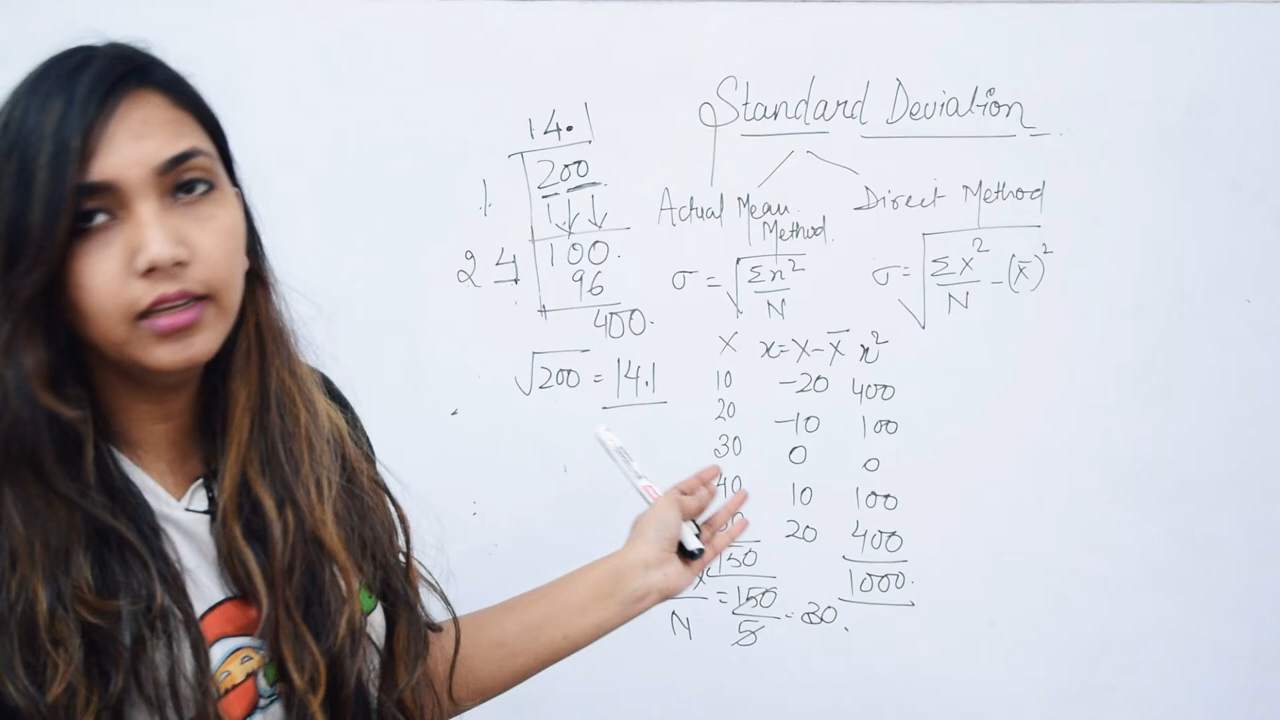 Standard Deviation
Actual Mean Method.
σ = √Σx²/N
Direct Method
σ = √ΣX²/N - (X̄)²
14.1
200
1
1
100.
24
96
400.
√200 = 14.1
X x=X-X̄ x²
10 -20 400
20 -10 100
30 0 0
40 10 100
20 400
150 1000.
N = 150/5 = 30.